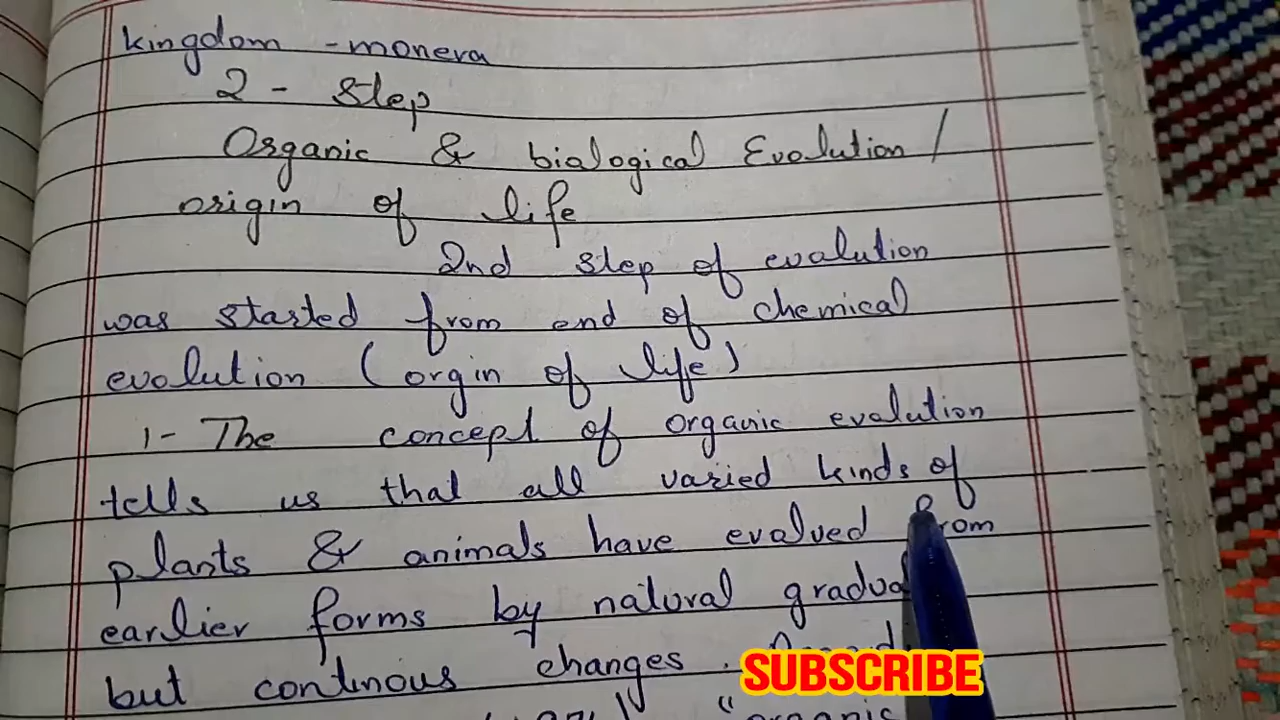 kingdom - monera
2 - Step
Organic & biological Evolution /
origin of life
2nd step of evolution
was started from end of chemical
evolution ( orgin of life )
1- The concept of organic evolution
tells us that all varied kinds of
plants & animals have evolved from
earlier forms by natural
but continous changes .
SUBSCRIBE
"organic